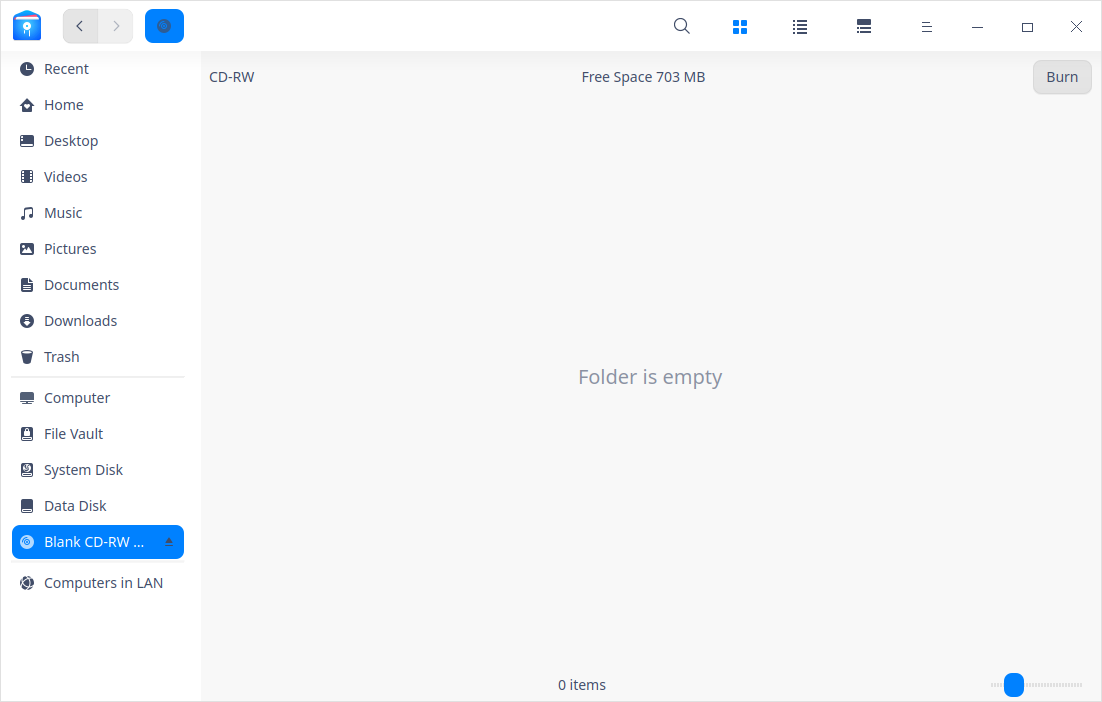 Recent
Home
Desktop
Videos
Music
Pictures
Documents
Downloads
Trash
Computer
File Vault
System Disk
Data Disk
Blank CD-RW ...
Computers in LAN
CD-RW
Free Space 703 MB
Burn
Folder is empty
0 items